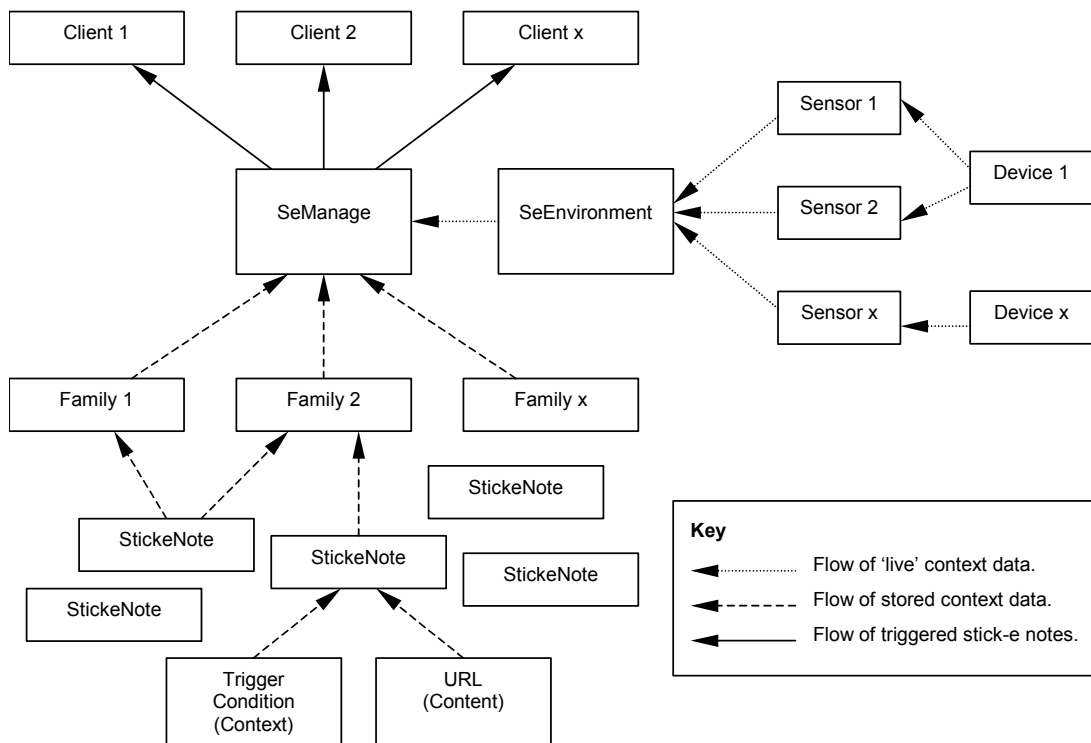 Client 1
Client 2
Client x
Sensor 1
Device 1
SeManage
SeEnvironment
Sensor 2
Sensor x
Device x
Family 1
Family 2
Family x
StickeNote
StickeNote
StickeNote
StickeNote
StickeNote
Trigger
Condition
(Context)
URL
(Content)
Key
Flow of ‘live’ context data.
Flow of stored context data.
Flow of triggered stick-e notes.